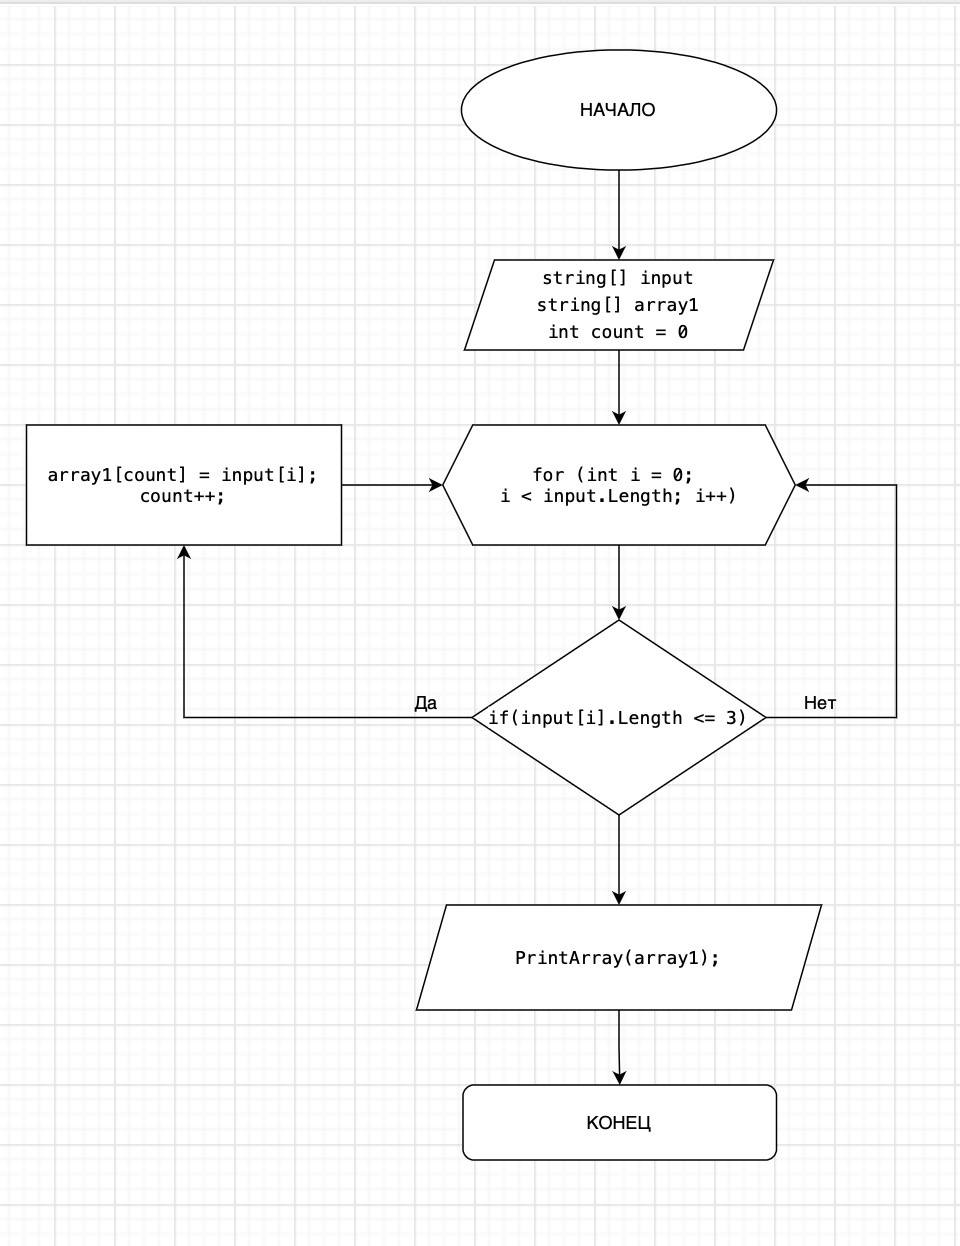 НАЧАЛО
string[] input
string[] array1
int count = 0
array1[count] = input[i];
count++;
for (int i = 0;
i < input.Length; i++)
Да
if(input[i].Length <= 3)
Нет
PrintArray(array1);
КОНЕЦ